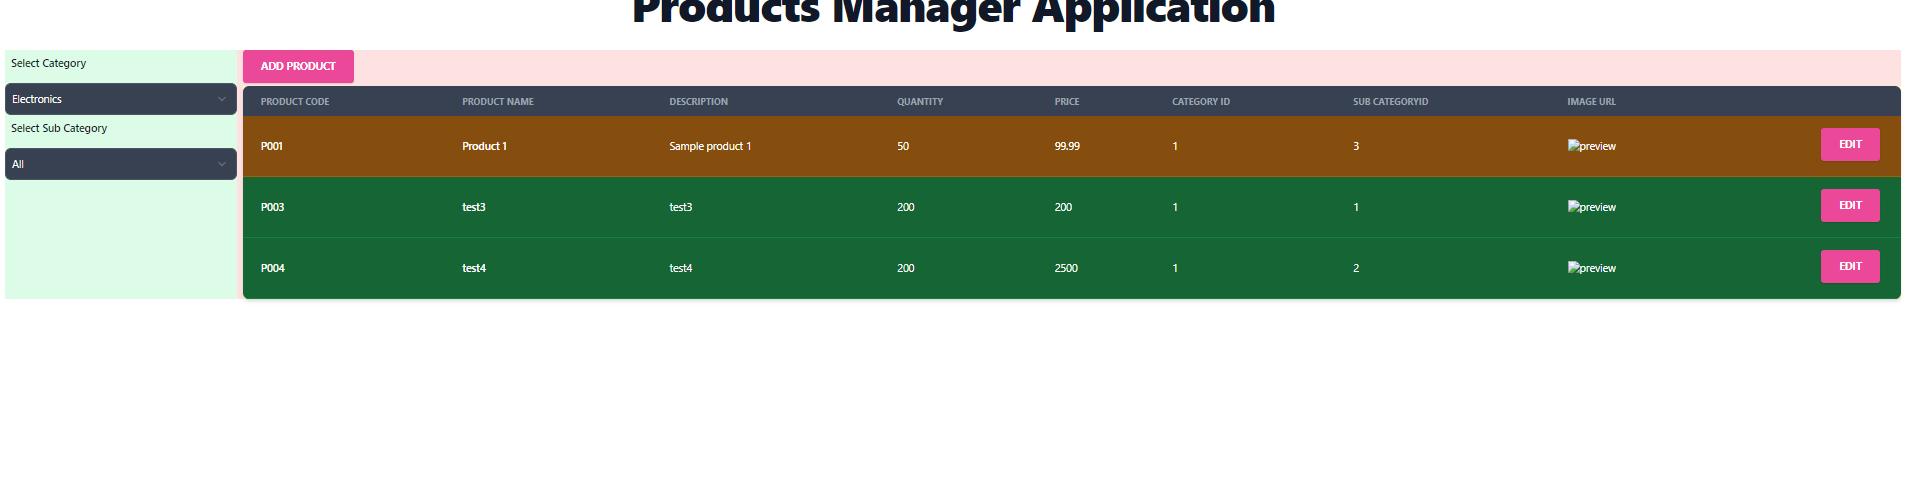 Products Manager Application
Select Category
Electronics
Select Sub Category
All
ADD PRODUCT
PRODUCT CODE PRODUCT NAME DESCRIPTION QUANTITY PRICE CATEGORY ID SUB CATEGORYID IMAGE URL
P001 Product 1 Sample product 1 50 99.99 1 3 preview EDIT
P003 test3 test3 200 200 1 1 preview EDIT
P004 test4 test4 200 2500 1 2 preview EDIT